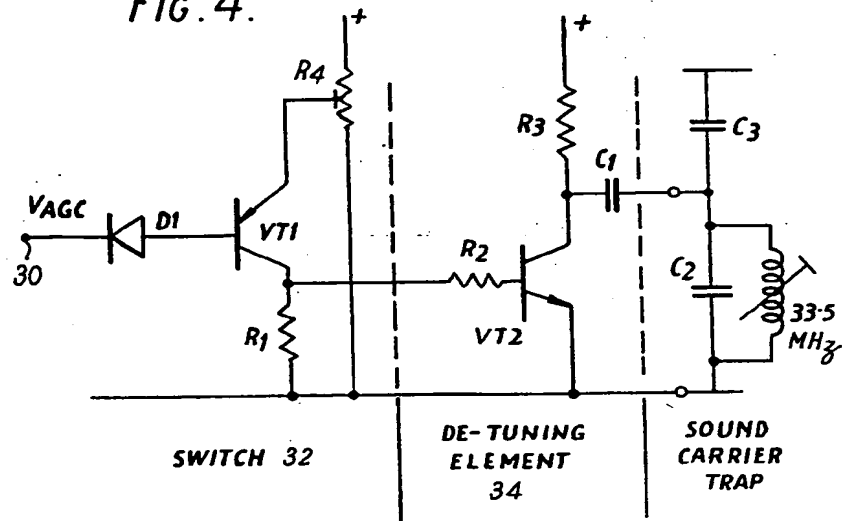 FIG. 4.
+
+
R4
R3
C1
C3
VAGC
D1
VT1
R2
C2
30
33·5
MHz
R1
VT2
SWITCH 32
DE-TUNING
ELEMENT
34
SOUND
CARRIER
TRAP